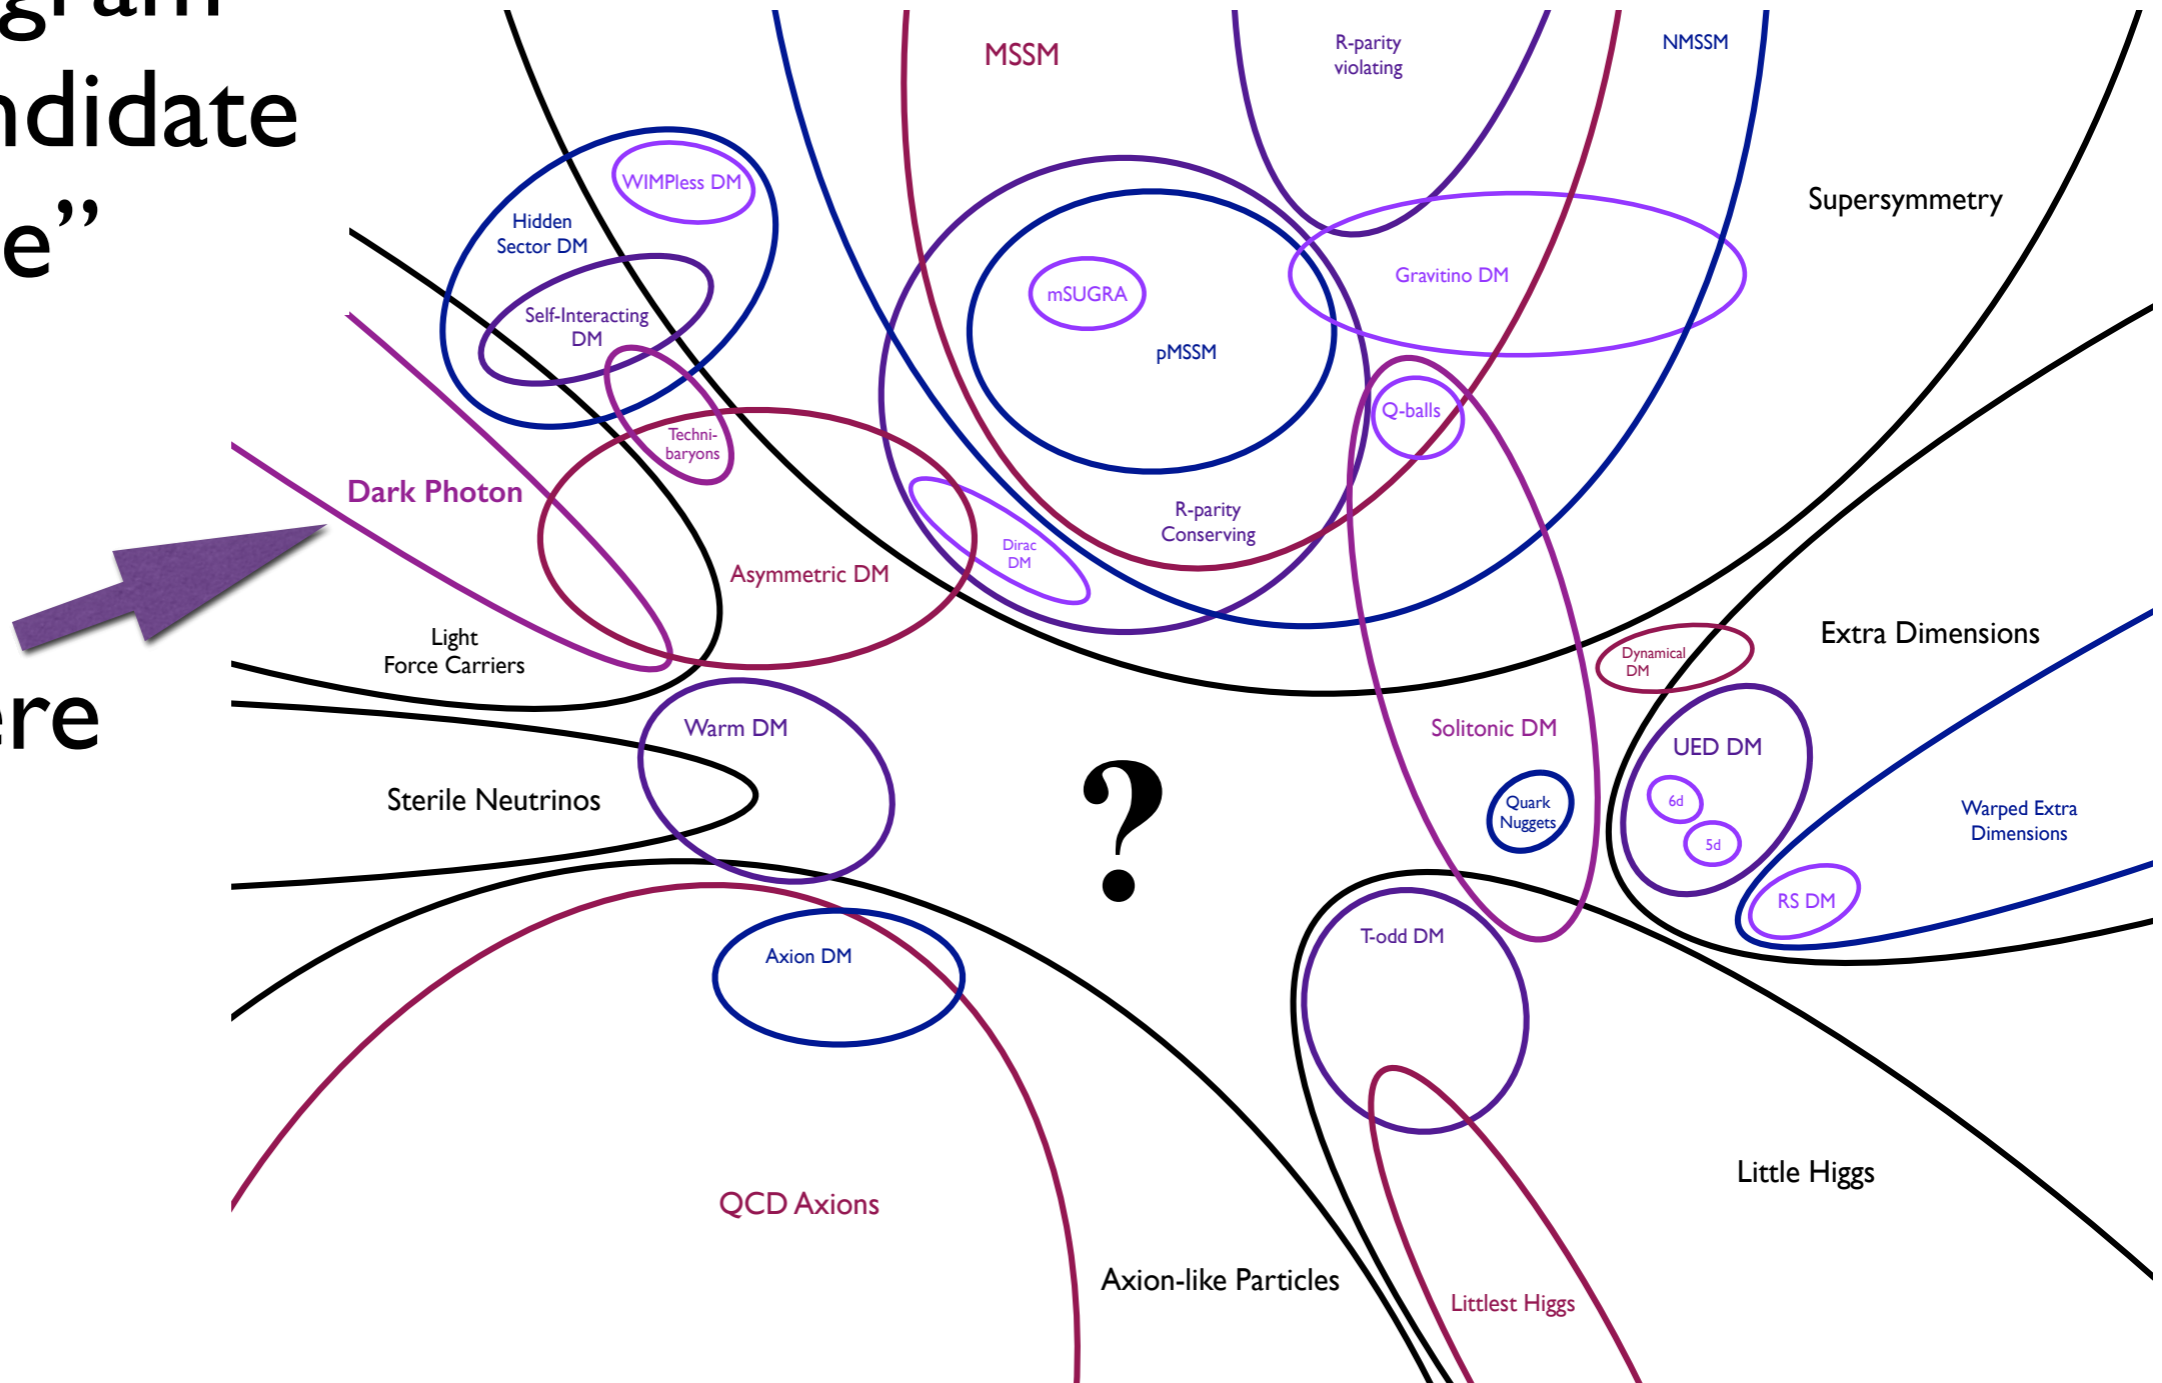 gram
ndidate
e”
ere
MSSM
R-parity
violating
NMSSM
WIMPless DM
Supersymmetry
Hidden
Sector DM
Gravitino DM
mSUGRA
Self-Interacting
DM
pMSSM
Q-balls
Techni-
baryons
Dark Photon
R-parity
Conserving
Dirac
DM
Asymmetric DM
Light
Force Carriers
Extra Dimensions
Dynamical
DM
Warm DM
Solitonic DM
UED DM
Sterile Neutrinos
?
Quark
Nuggets
6d
5d
Warped Extra
Dimensions
RS DM
T-odd DM
Axion DM
Little Higgs
QCD Axions
Axion-like Particles
Littlest Higgs